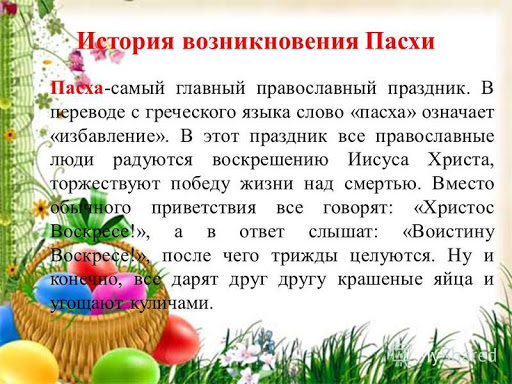 История возникновения Пасхи
Пасха-самый главный православный праздник. В
переводе с греческого языка слово «пасха» означает
«избавление». В этот праздник все православные
люди радуются воскрешению Иисуса Христа,
торжествуют победу жизни над смертью. Вместо
обычного приветствия все говорят: «Христос
Воскресе!», а в ответ слышат: «Воистину
Воскресе!», после чего трижды целуются. Ну и
конечно, все дарят друг другу крашеные яйца и
угощают куличами.